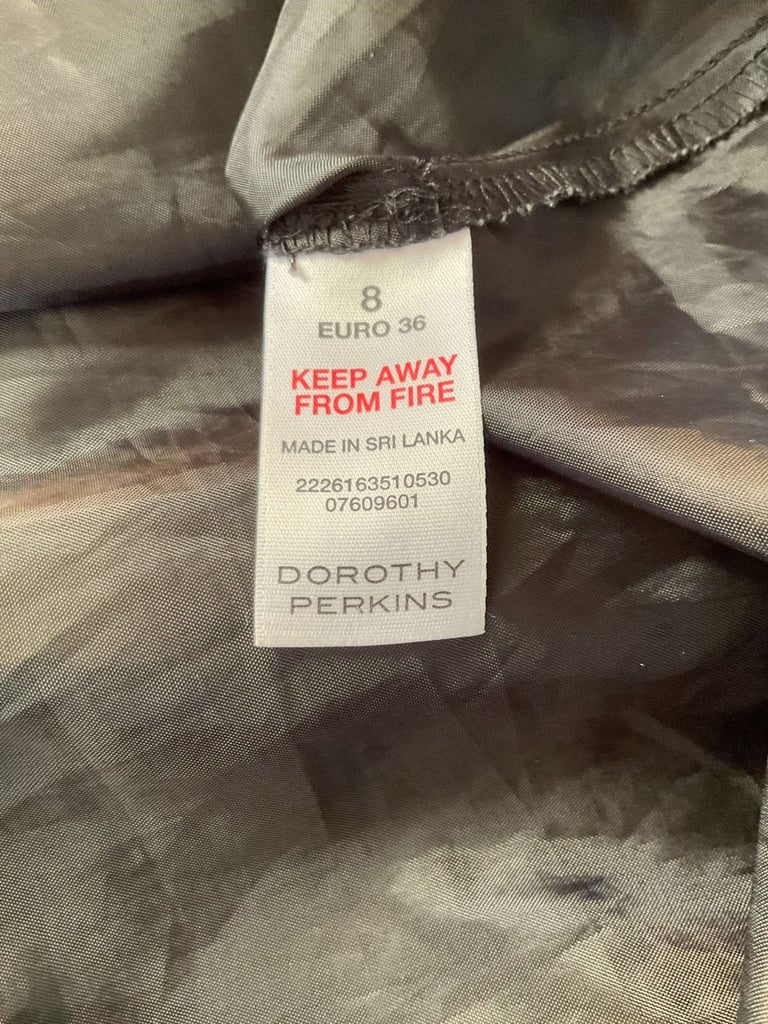 8
EURO 36
KEEP AWAY
FROM FIRE
MADE IN SRI LANKA
2226163510530
07609601
DOROTHY
PERKINS